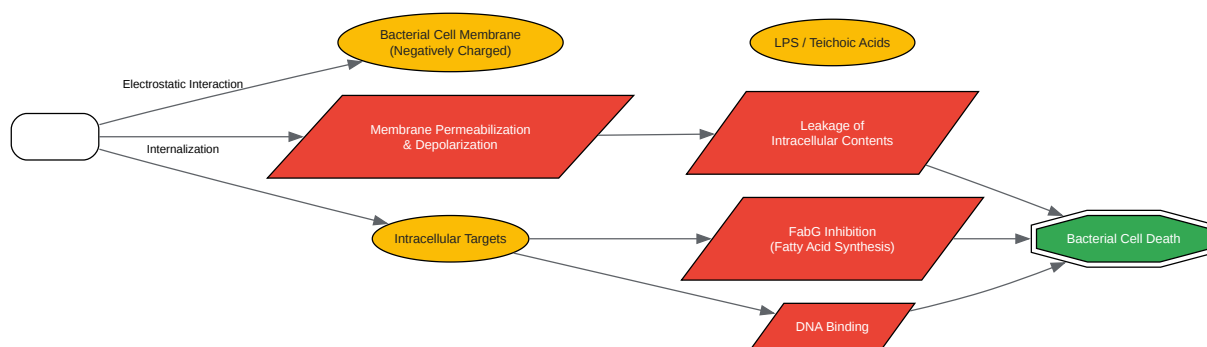 Bacterial Cell Membrane
(Negatively Charged)
LPS / Teichoic Acids
Electrostatic Interaction
Membrane Permeabilization
& Depolarization
Leakage of
Intracellular Contents
Internalization
Intracellular Targets
FabG Inhibition
(Fatty Acid Synthesis)
Bacterial Cell Death
DNA Binding